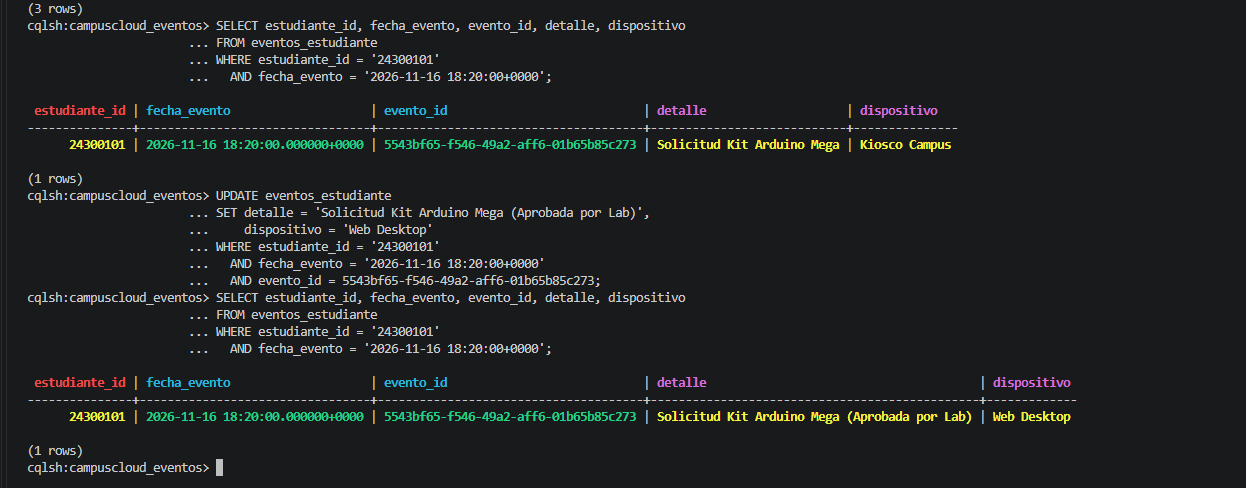 (3 rows)
cqlsh:campuscloud_eventos> SELECT estudiante_id, fecha_evento, evento_id, detalle, dispositivo
... FROM eventos_estudiante
... WHERE estudiante_id = '24300101'
...   AND fecha_evento = '2026-11-16 18:20:00+0000';
estudiante_id | fecha_evento | evento_id | detalle | dispositivo
---------------+---------------------------------+--------------------------------------+----------------------------+---------------
24300101 | 2026-11-16 18:20:00.000000+0000 | 5543bf65-f546-49a2-aff6-01b65b85c273 | Solicitud Kit Arduino Mega | Kiosco Campus
(1 rows)
cqlsh:campuscloud_eventos> UPDATE eventos_estudiante
... SET detalle = 'Solicitud Kit Arduino Mega (Aprobada por Lab)',
...     dispositivo = 'Web Desktop'
... WHERE estudiante_id = '24300101'
...   AND fecha_evento = '2026-11-16 18:20:00+0000'
...   AND evento_id = 5543bf65-f546-49a2-aff6-01b65b85c273;
cqlsh:campuscloud_eventos> SELECT estudiante_id, fecha_evento, evento_id, detalle, dispositivo
... FROM eventos_estudiante
... WHERE estudiante_id = '24300101'
...   AND fecha_evento = '2026-11-16 18:20:00+0000';
estudiante_id | fecha_evento | evento_id | detalle | dispositivo
---------------+---------------------------------+--------------------------------------+-----------------------------------------------+-------------
24300101 | 2026-11-16 18:20:00.000000+0000 | 5543bf65-f546-49a2-aff6-01b65b85c273 | Solicitud Kit Arduino Mega (Aprobada por Lab) | Web Desktop
(1 rows)
cqlsh:campuscloud_eventos>